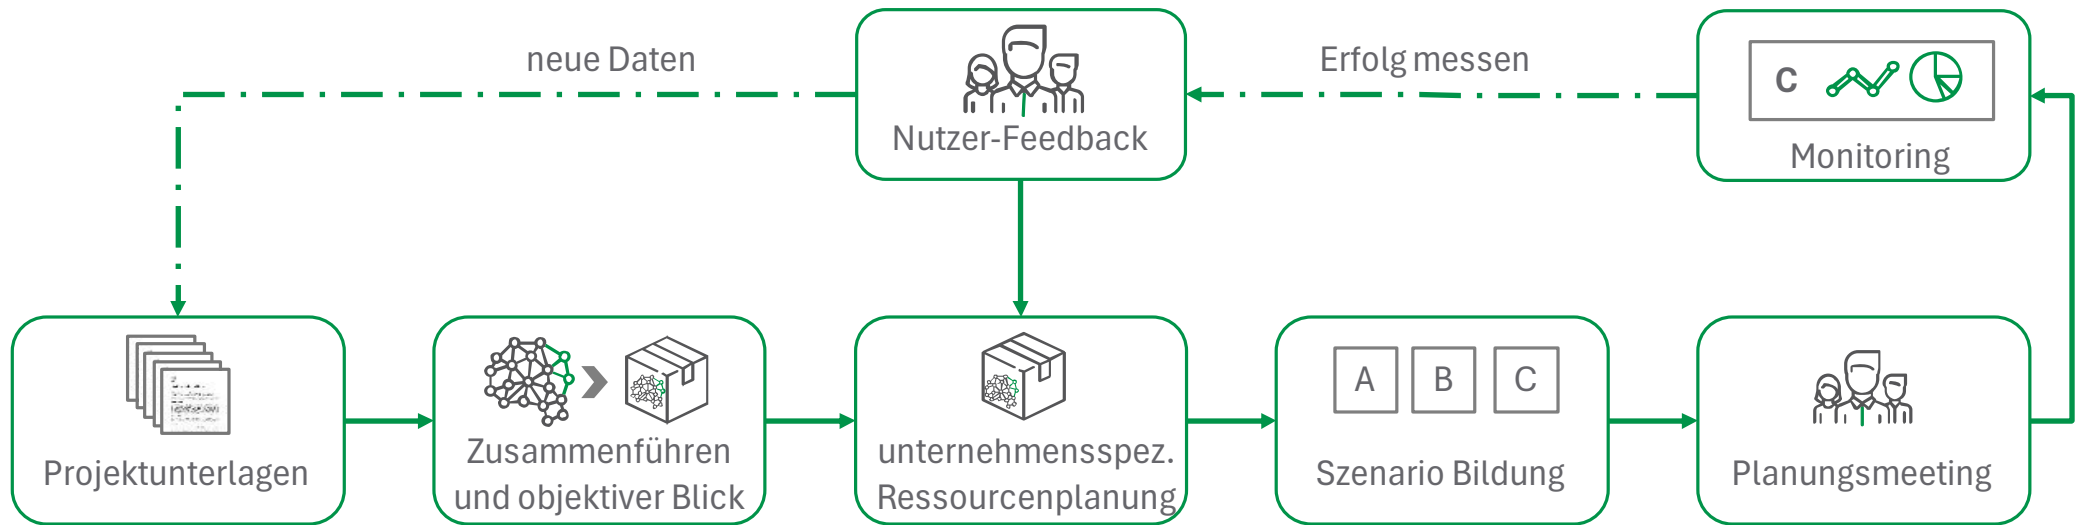 neue Daten
Nutzer-Feedback
Erfolg messen
C
Monitoring
Projektunterlagen
Zusammenführen
und objektiver Blick
unternehmensspez.
Ressourcenplanung
A B C
Szenario Bildung
Planungsmeeting